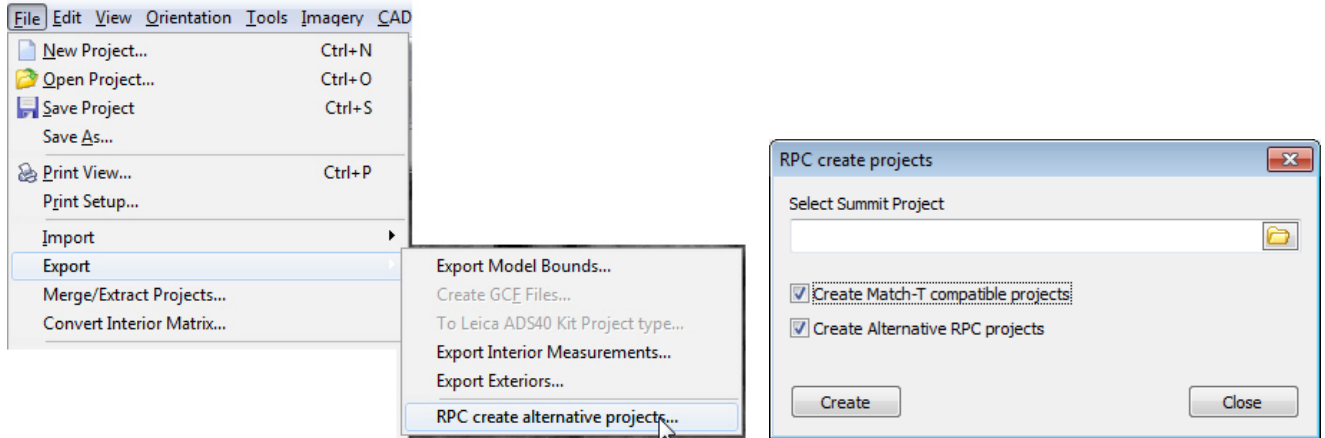 File Edit View Orientation Tools Imagery CAD
New Project... Ctrl+N
Open Project... Ctrl+O
Save Project Ctrl+S
Save As...
Print View... Ctrl+P
Print Setup...
Import
Export
Merge/Extract Projects...
Convert Interior Matrix...
Export Model Bounds...
Create GCF Files...
To Leica ADS40 Kit Project type...
Export Interior Measurements...
Export Exteriors...
RPC create alternative projects...
RPC create projects
Select Summit Project
Create Match-T compatible projects
Create Alternative RPC projects
Create Close